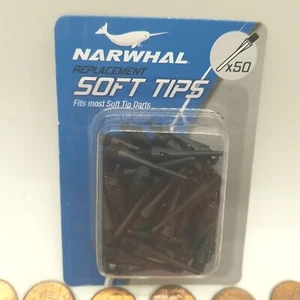 NARWHAL
REPLACEMENT
SOFT TIPS
Fits most Soft Tip Darts
x50